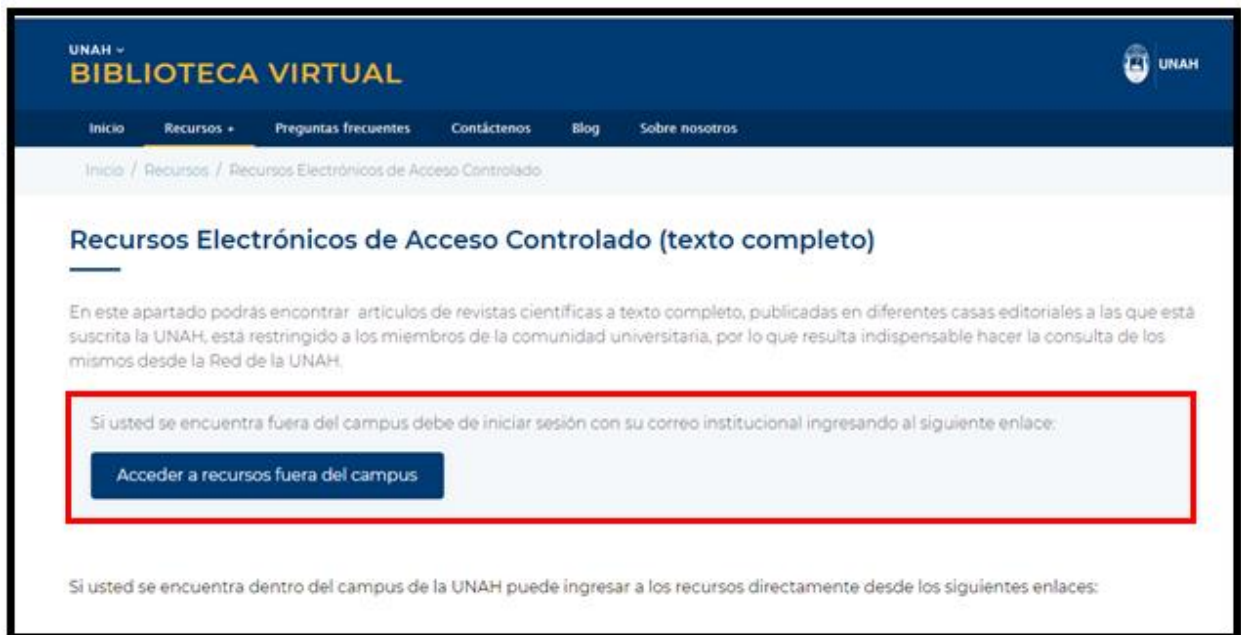 UNAH
BIBLIOTECA VIRTUAL
UNAH
Inicio Recursos Preguntas frecuentes Contáctenos Blog Sobre nosotros
Inicio / Recursos / Recursos Electrónicos de Acceso Controlado
Recursos Electrónicos de Acceso Controlado (texto completo)
En este apartado podrás encontrar artículos de revistas científicas a texto completo, publicadas en diferentes casas editoriales a las que está
suscrita la UNAH, está restringido a los miembros de la comunidad universitaria, por lo que resulta indispensable hacer la consulta de los
mismos desde la Red de la UNAH.
Si usted se encuentra fuera del campus debe de iniciar sesión con su correo institucional ingresando al siguiente enlace:
Acceder a recursos fuera del campus
Si usted se encuentra dentro del campus de la UNAH puede ingresar a los recursos directamente desde los siguientes enlaces: